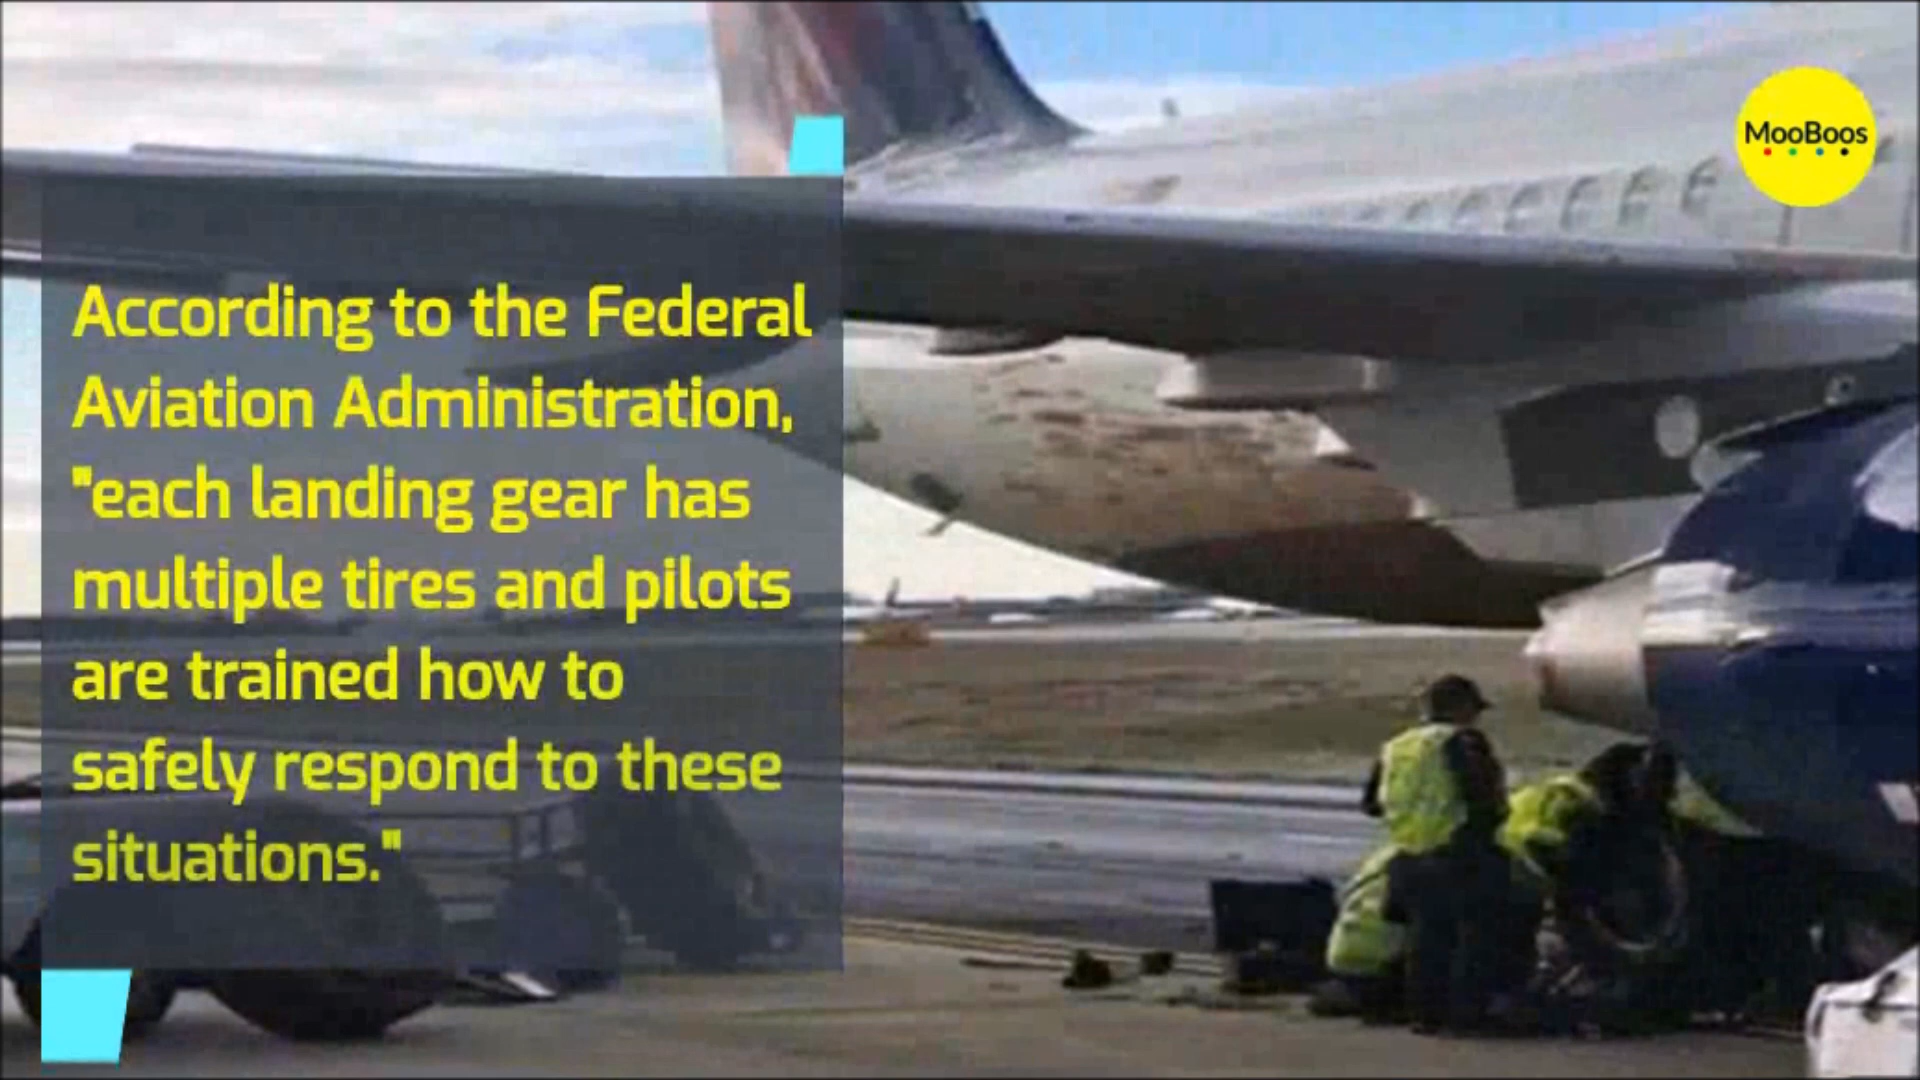 MooBoos
According to the Federal
Aviation Administration,
"each landing gear has
multiple tires and pilots
are trained how to
safely respond to these
situations."